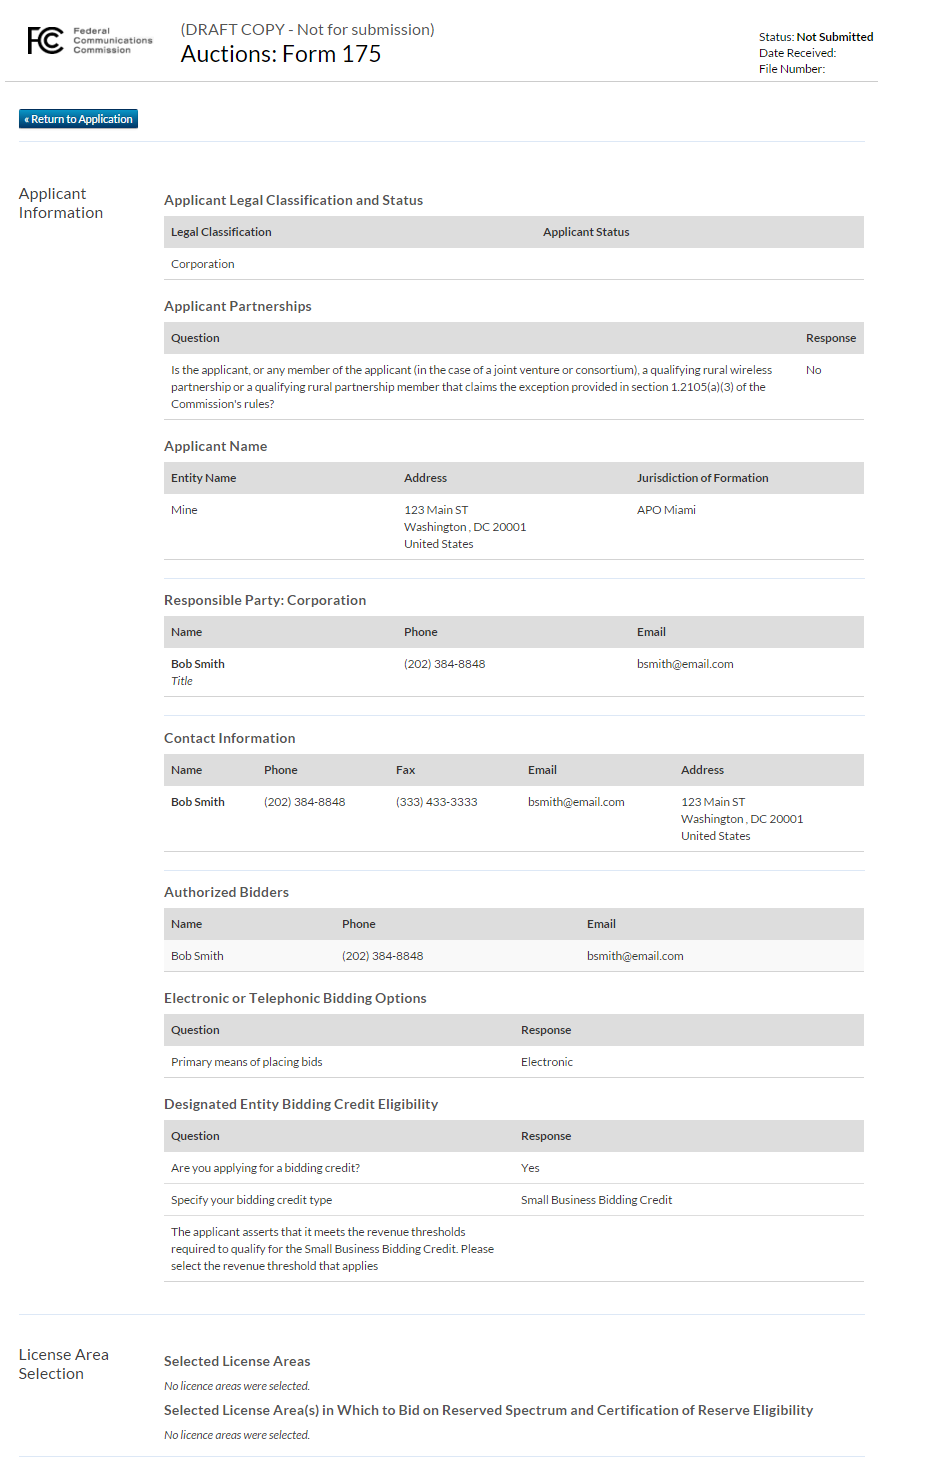 FCC Federal
Communications
Commission
(DRAFT COPY - Not for submission)
Auctions: Form 175
Status: Not Submitted
Date Received:
File Number:
« Return to Application
Applicant
Information
Applicant Legal Classification and Status
Legal Classification Applicant Status
Corporation
Applicant Partnerships
Question Response
Is the applicant, or any member of the applicant (in the case of a joint venture or consortium), a qualifying rural wireless No
partnership or a qualifying rural partnership member that claims the exception provided in section 1.2105(a)(3) of the
Commission's rules?
Applicant Name
Entity Name Address Jurisdiction of Formation
Mine 123 Main ST APO Miami
Washington , DC 20001
United States
Responsible Party: Corporation
Name Phone Email
Bob Smith (202) 384-8848 bsmith@email.com
Title
Contact Information
Name Phone Fax Email Address
Bob Smith (202) 384-8848 (333) 433-3333 bsmith@email.com 123 Main ST
Washington , DC 20001
United States
Authorized Bidders
Name Phone Email
Bob Smith (202) 384-8848 bsmith@email.com
Electronic or Telephonic Bidding Options
Question Response
Primary means of placing bids Electronic
Designated Entity Bidding Credit Eligibility
Question Response
Are you applying for a bidding credit? Yes
Specify your bidding credit type Small Business Bidding Credit
The applicant asserts that it meets the revenue thresholds
required to qualify for the Small Business Bidding Credit. Please
select the revenue threshold that applies
License Area
Selection
Selected License Areas
No licence areas were selected.
Selected License Area(s) in Which to Bid on Reserved Spectrum and Certification of Reserve Eligibility
No licence areas were selected.